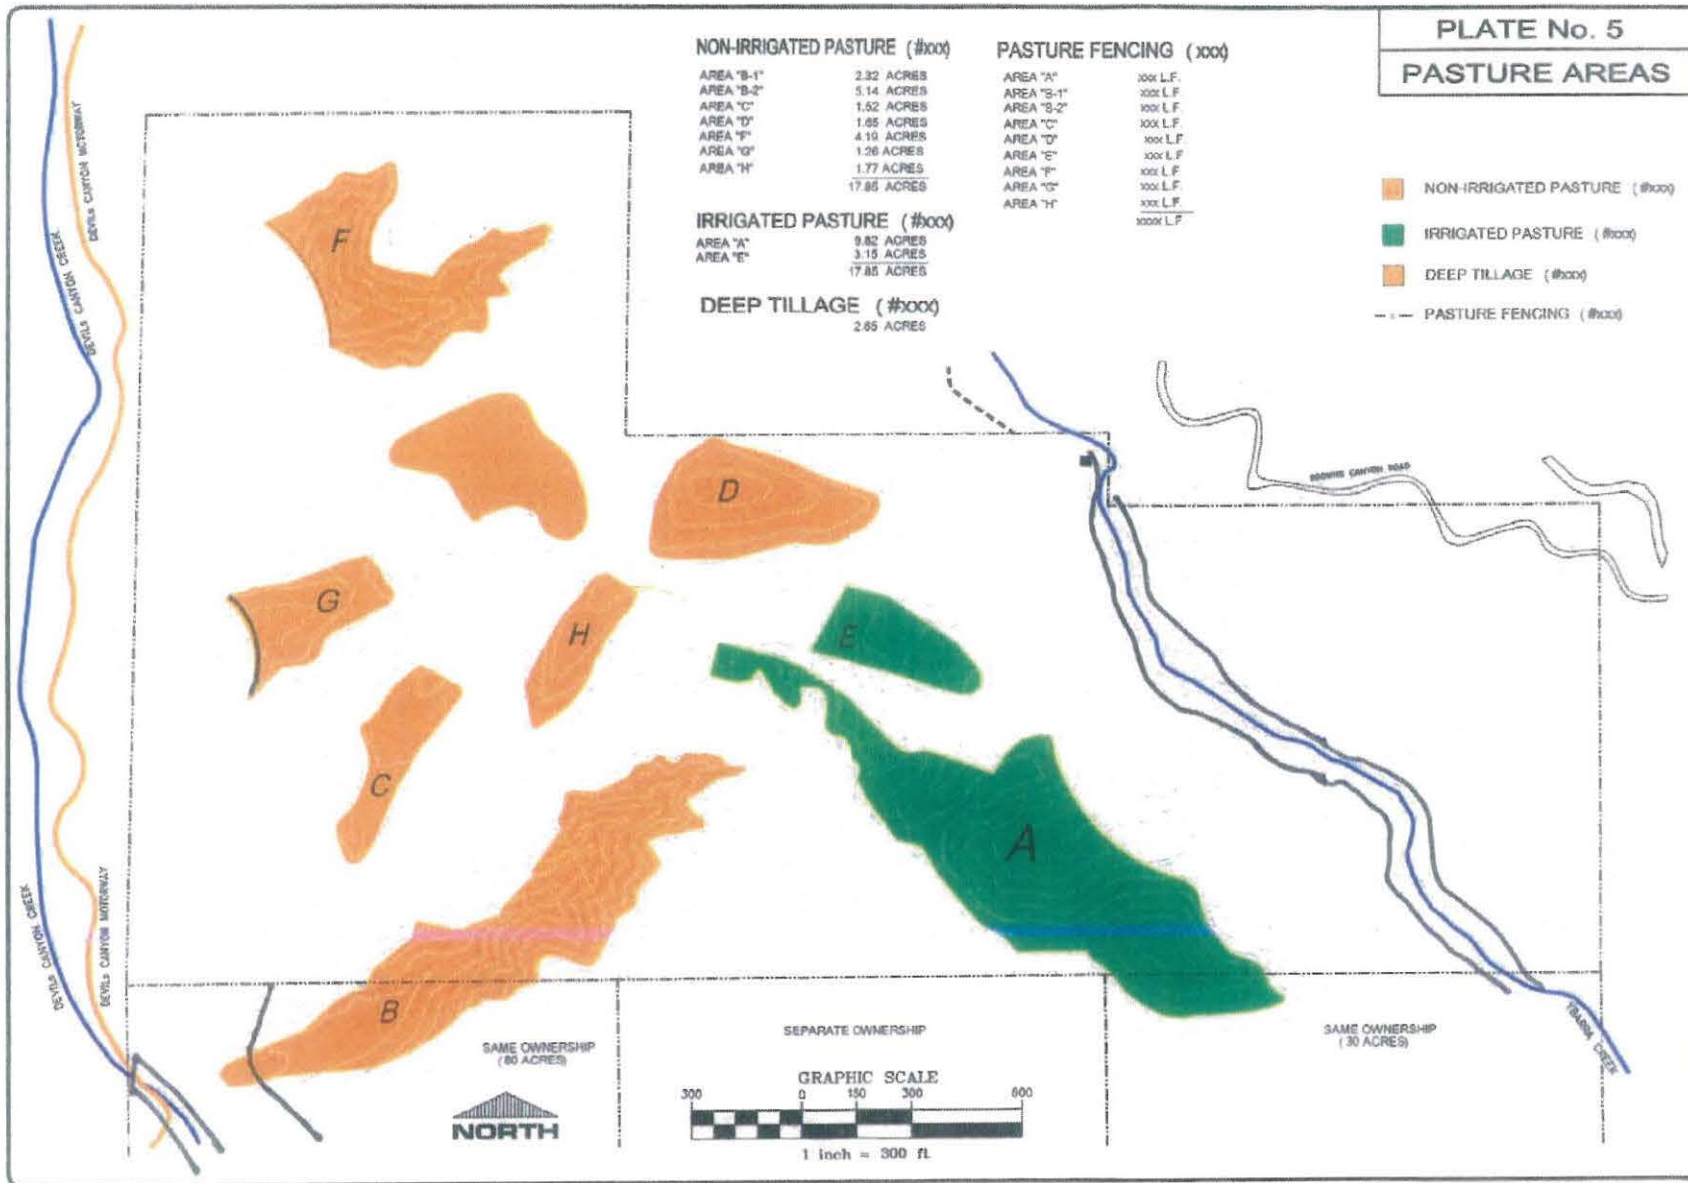 PLATE No. 5
PASTURE AREAS
NON-IRRIGATED PASTURE (#xxx)
AREA "B-1" 2.32 ACRES
AREA "B-2" 5.14 ACRES
AREA "C" 1.52 ACRES
AREA "D" 1.65 ACRES
AREA "F" 4.19 ACRES
AREA "G" 1.26 ACRES
AREA "H" 1.77 ACRES
17.85 ACRES
IRRIGATED PASTURE (#xxx)
AREA "A" 9.82 ACRES
AREA "E" 3.15 ACRES
17.85 ACRES
DEEP TILLAGE (#xxx)
2.65 ACRES
PASTURE FENCING (xxx)
AREA "A" xxx L.F.
AREA "B-1" xxx L.F.
AREA "B-2" xxx L.F.
AREA "C" xxx L.F.
AREA "D" xxx L.F.
AREA "E" xxx L.F.
AREA "F" xxx L.F.
AREA "G" xxx L.F.
AREA "H" xxx L.F.
xxxx L.F.
NON-IRRIGATED PASTURE (#xxx)
IRRIGATED PASTURE (#xxx)
DEEP TILLAGE (#xxx)
PASTURE FENCING (#xxx)
DEVILS CANYON MOTORWAY
DEVILS CANYON CREEK
F
D
CANYON ROAD
G
H
E
C
A
DEVILS CANYON CREEK
DEVILS CANYON MOTORWAY
B
SAME OWNERSHIP
(80 ACRES)
SEPARATE OWNERSHIP
SAME OWNERSHIP
(30 ACRES)
YBARRA CREEK
NORTH
GRAPHIC SCALE
300 0 150 300 600
1 inch = 300 ft.